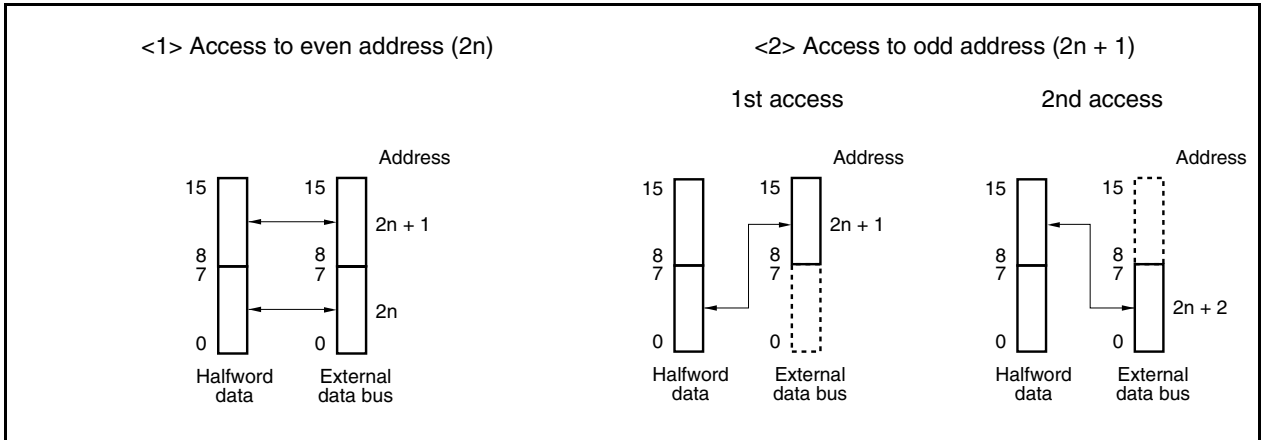 <1> Access to even address (2n)
<2> Access to odd address (2n + 1)
1st access
2nd access
Address
15
15
2n + 1
8
8
7
7
2n
0
0
Halfword
data
External
data bus
Address
15
15
2n + 1
8
8
7
7
0
0
Halfword
data
External
data bus
Address
15
15
8
8
7
7
2n + 2
0
0
Halfword
data
External
data bus